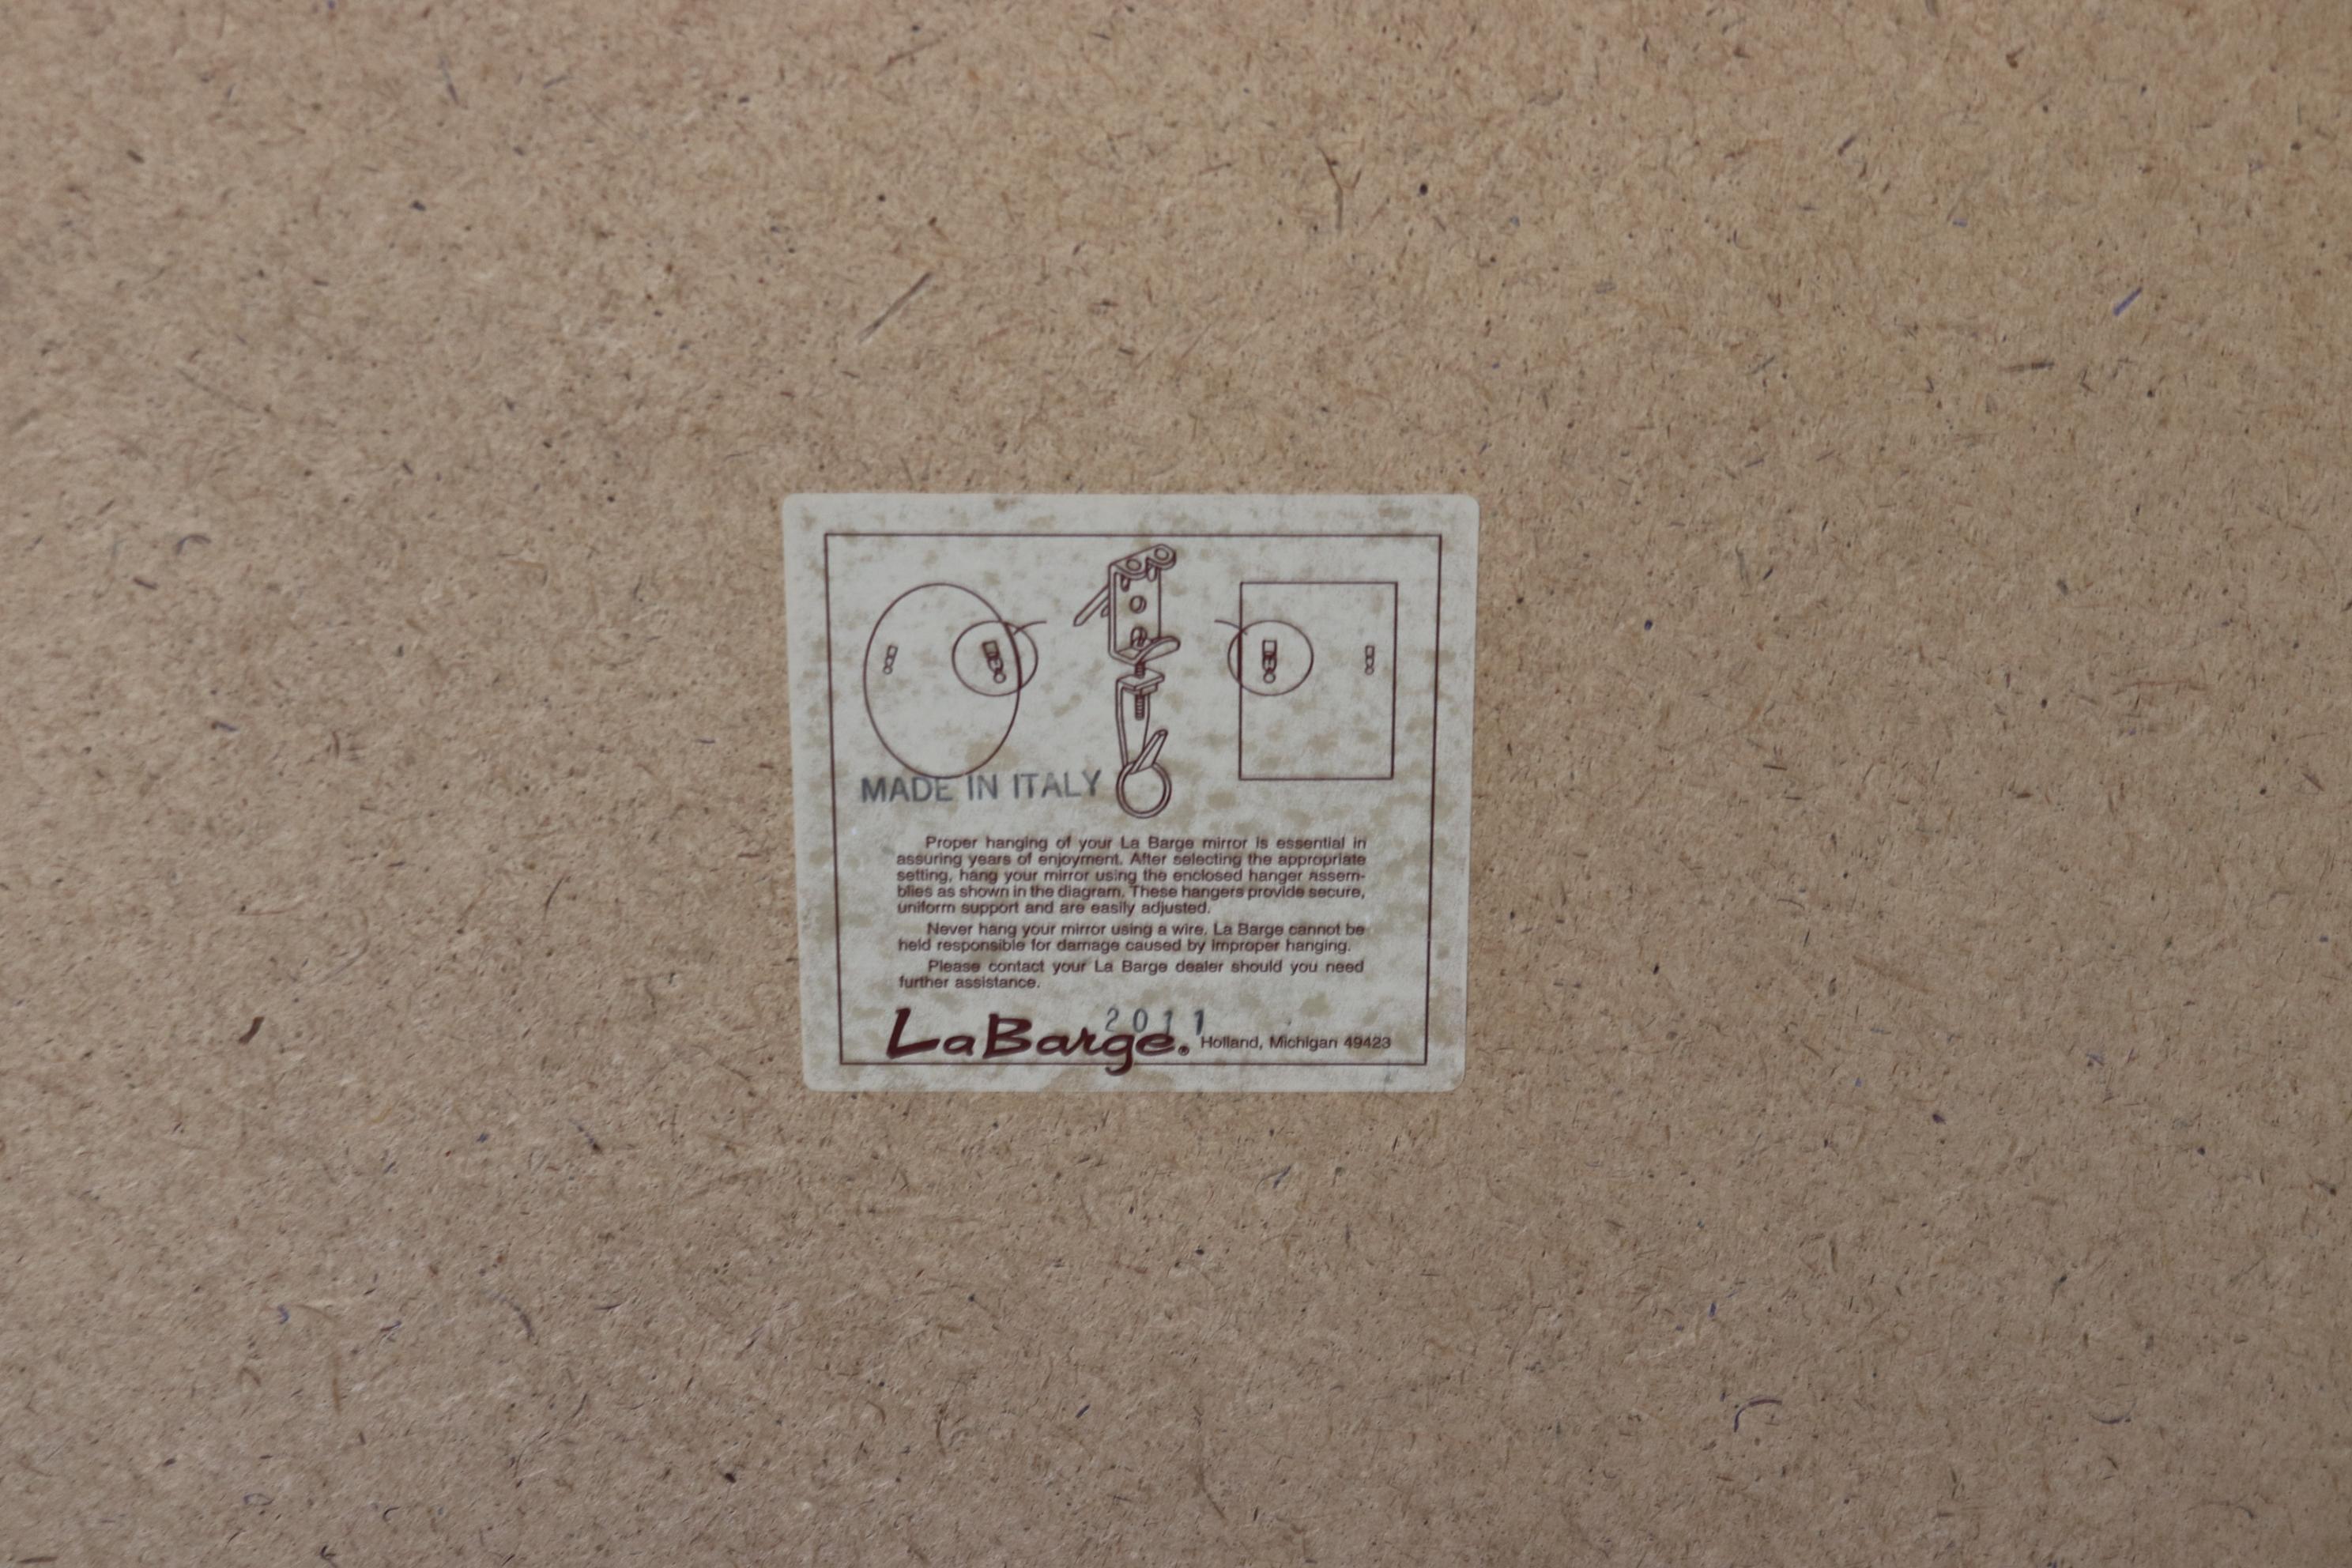 MADE IN ITALY
Proper hanging of your La Barge mirror is essential in
assuring years of enjoyment. After selecting the appropriate
setting, hang your mirror using the enclosed hanger assem-
blies as shown in the diagram. These hangers provide secure,
uniform support and are easily adjusted.
Never hang your mirror using a wire. La Barge cannot be
held responsible for damage caused by improper hanging.
Please contact your La Barge dealer should you need
further assistance.
2011
LaBarge. Holland, Michigan 49423